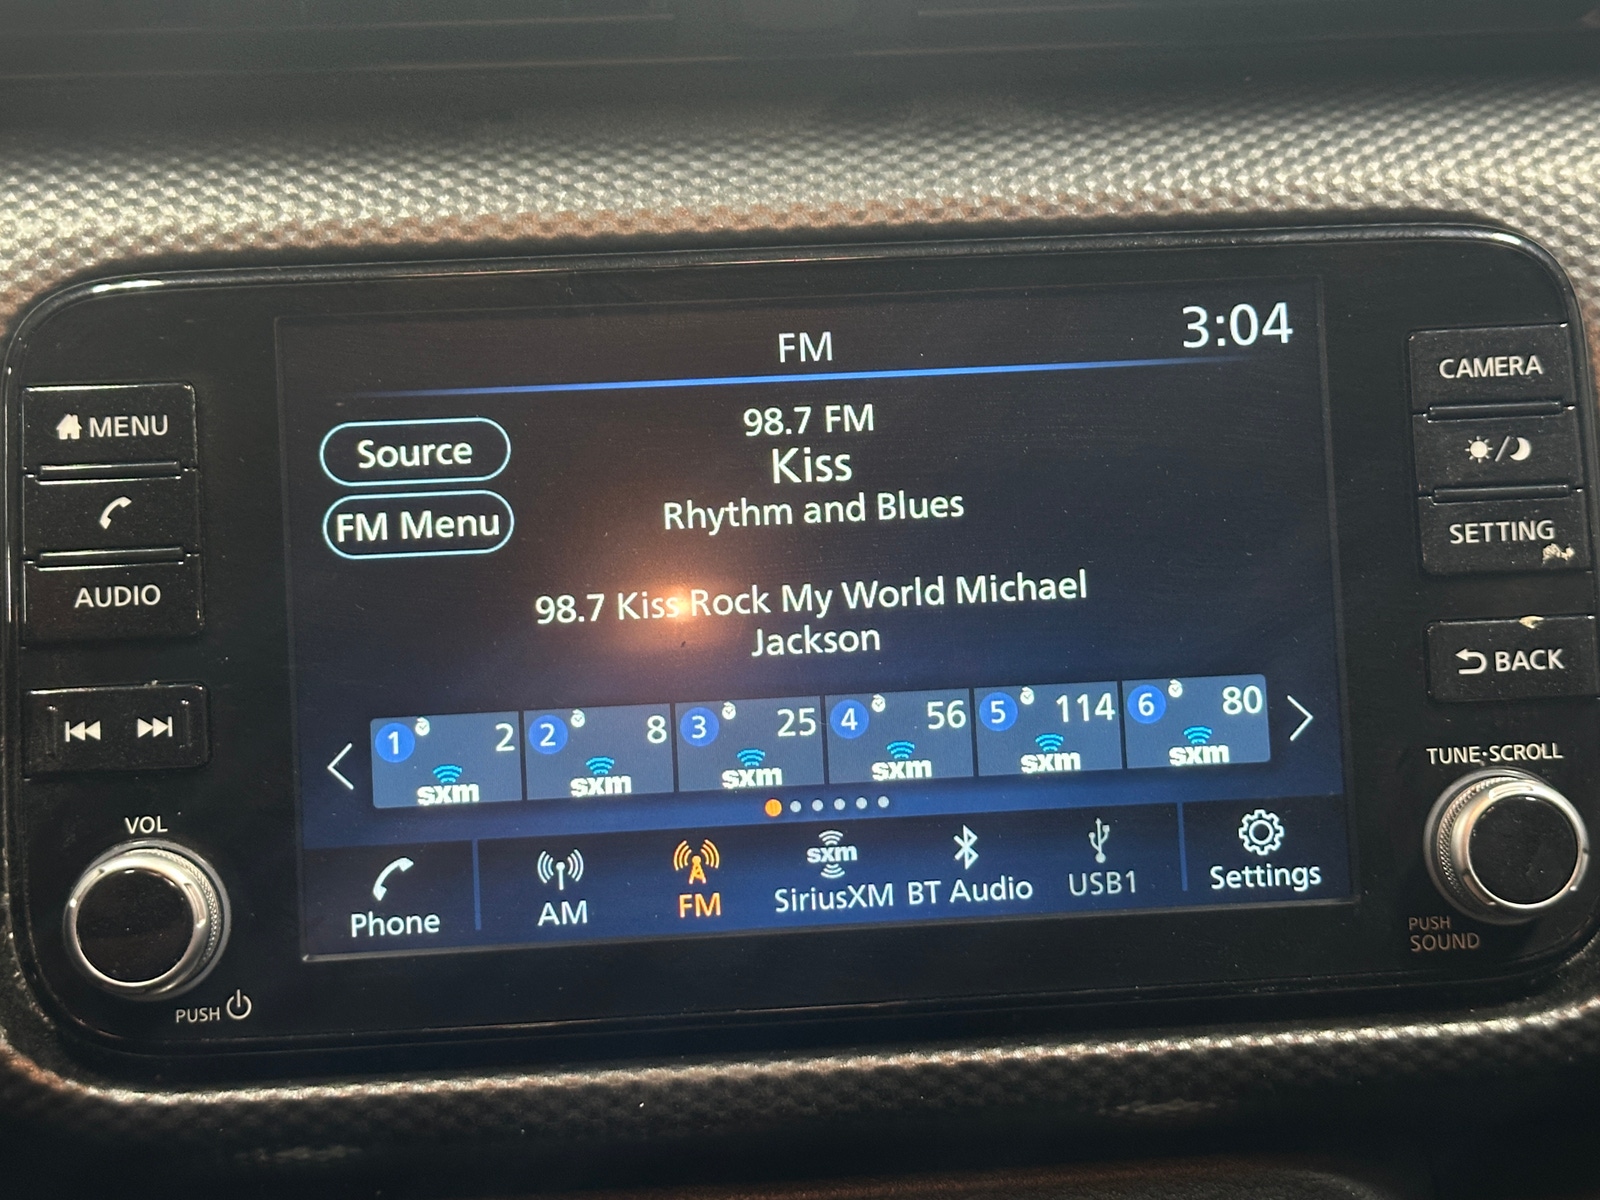 FM
3:04
MENU
AUDIO
Source
FM Menu
98.7 FM
Kiss
Rhythm and Blues
98.7 Kiss Rock My World Michael
Jackson
1 2 sxm
2 8 sxm
3 25 sxm
4 56 sxm
5 114 sxm
6 80 sxm
Phone
AM
FM
sxm
SiriusXM
BT Audio
USB1
Settings
VOL
PUSH
CAMERA
SETTING
BACK
TUNE·SCROLL
PUSH
SOUND